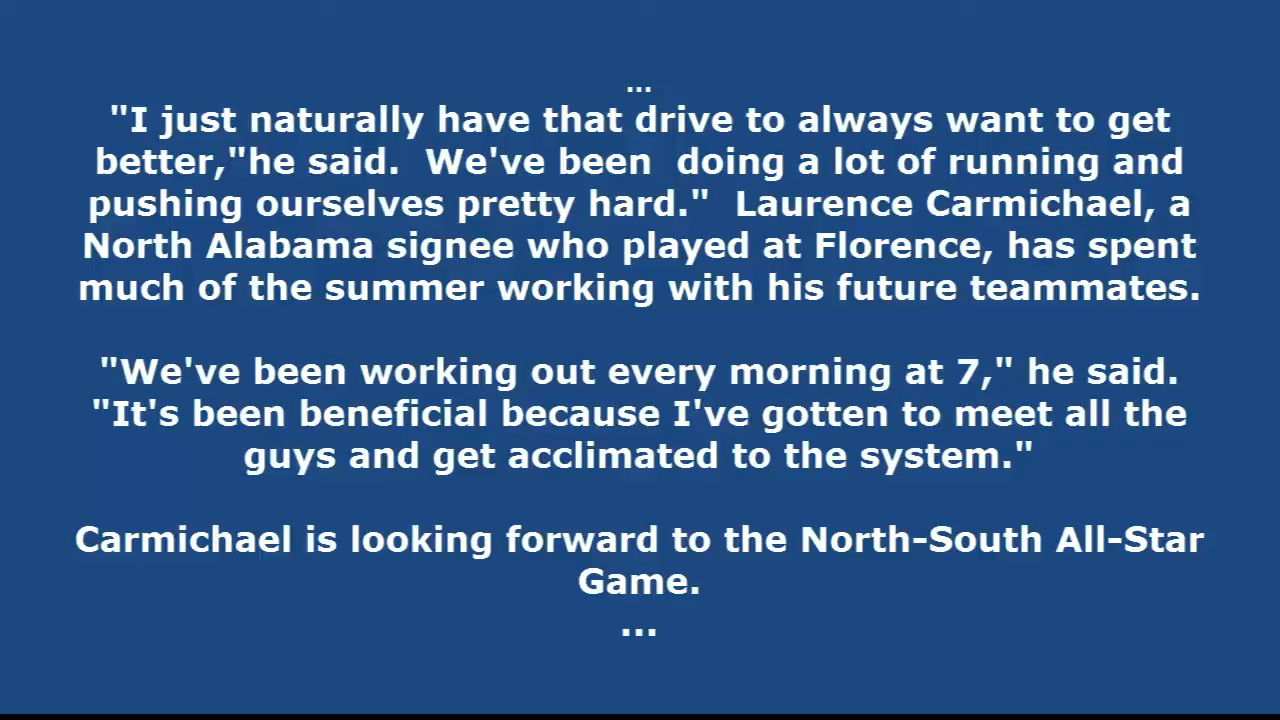 ...
"I just naturally have that drive to always want to get
better,"he said.  We've been  doing a lot of running and
pushing ourselves pretty hard."  Laurence Carmichael, a
North Alabama signee who played at Florence, has spent
much of the summer working with his future teammates.

"We've been working out every morning at 7," he said.
"It's been beneficial because I've gotten to meet all the
guys and get acclimated to the system."

Carmichael is looking forward to the North-South All-Star
Game.
...